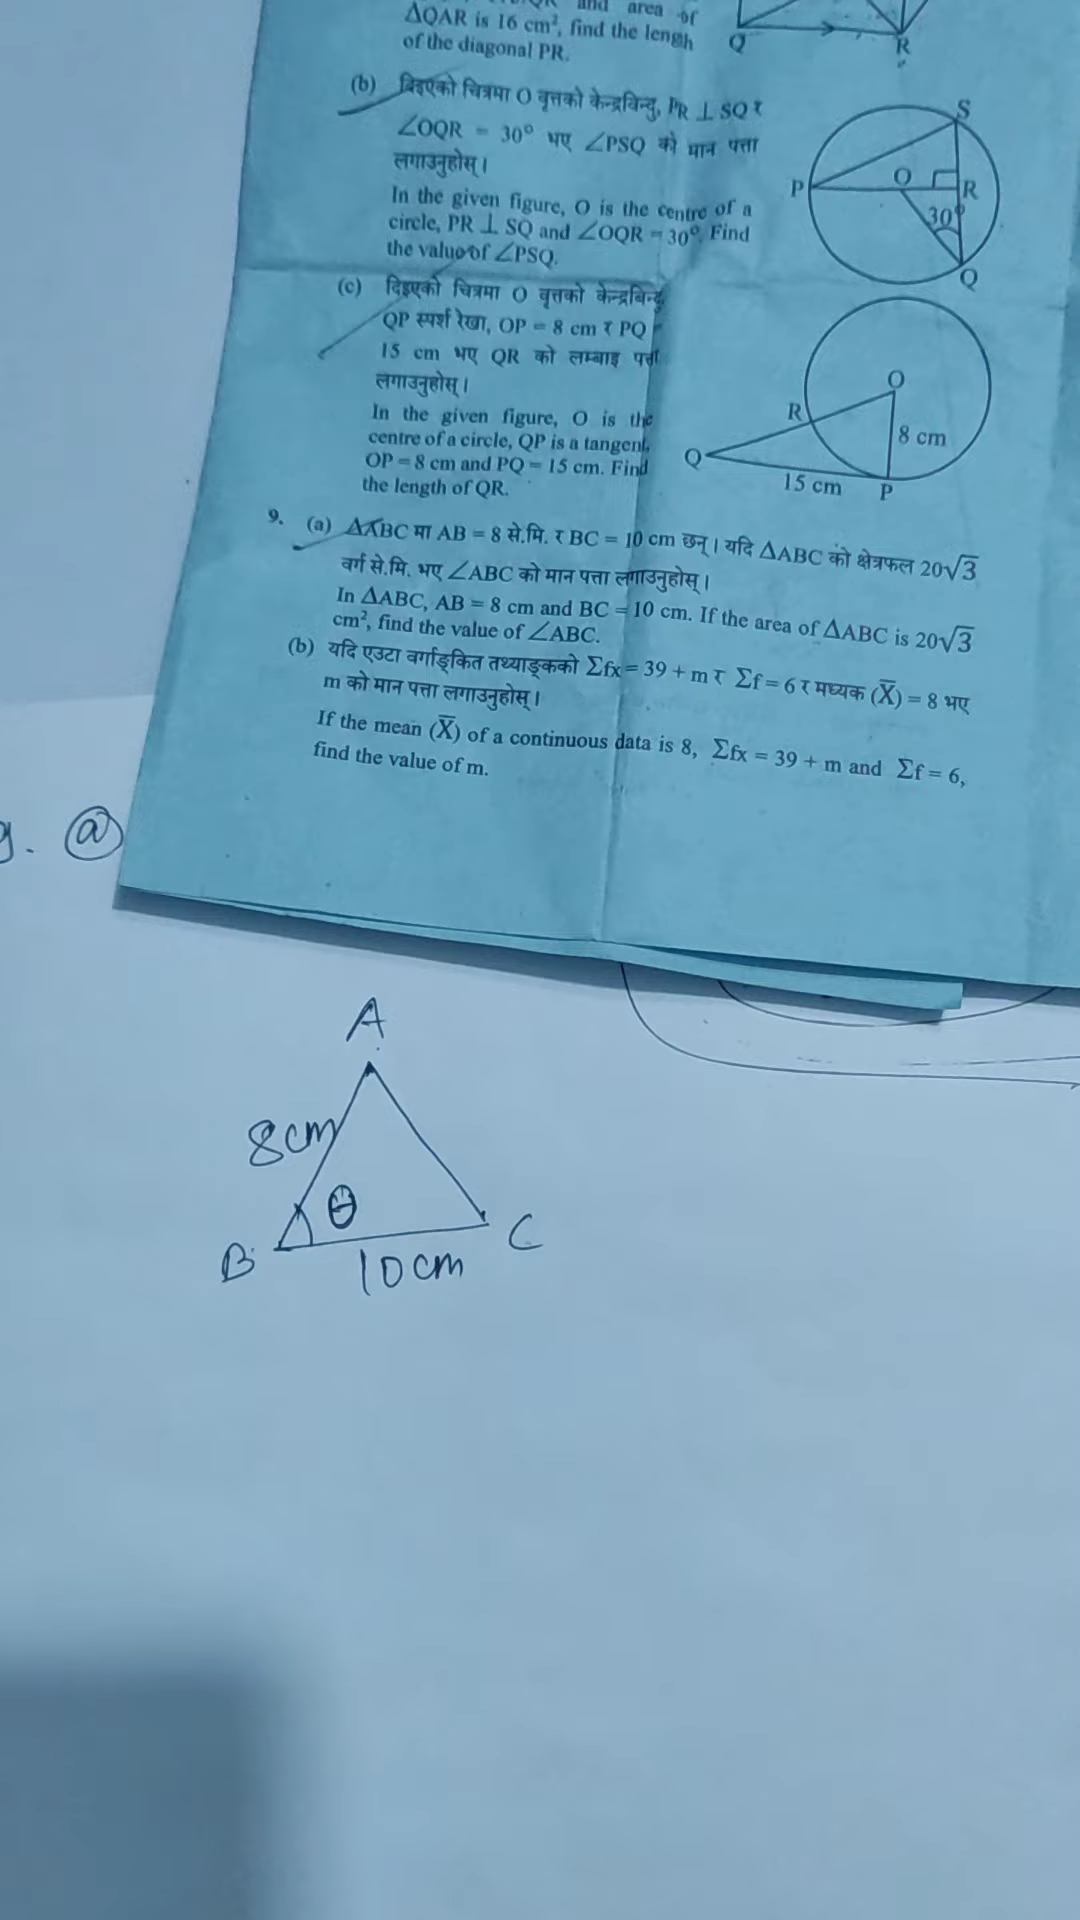 and area of
ΔQAR is 16 cm², find the length
of the diagonal PR.
Q
R
(b) दिइएको चित्रमा O वृत्तको केन्द्रविन्दु, PR ⊥ SQ र
∠OQR = 30° भए ∠PSQ को मान पत्ता
लगाउनुहोस् ।
In the given figure, O is the centre of a
circle, PR ⊥ SQ and ∠OQR = 30°. Find
the value of ∠PSQ.
S
P
O
R
30°
Q
(c) दिइएको चित्रमा O वृत्तको केन्द्रबिन्दु
QP स्पर्श रेखा, OP = 8 cm र PQ =
15 cm भए QR को लम्बाइ पत्ता
लगाउनुहोस् ।
In the given figure, O is the
centre of a circle, QP is a tangent,
OP = 8 cm and PQ = 15 cm. Find
the length of QR.
O
R
8 cm
Q
15 cm
P
9. (a) ΔABC मा AB = 8 से.मि. र BC = 10 cm छन् । यदि ΔABC को क्षेत्रफल 20√3
वर्ग से.मि. भए ∠ABC को मान पत्ता लगाउनुहोस् ।
In ΔABC, AB = 8 cm and BC = 10 cm. If the area of ΔABC is 20√3
cm², find the value of ∠ABC.
(b) यदि एउटा वर्गाङ्कित तथ्याङ्कको Σfx = 39 + m र Σf = 6 र मध्यक (X̅) = 8 भए
m को मान पत्ता लगाउनुहोस् ।
If the mean (X̅) of a continuous data is 8, Σfx = 39 + m and Σf = 6,
find the value of m.
9. ⓐ
A
8cm
θ
B
10cm
C